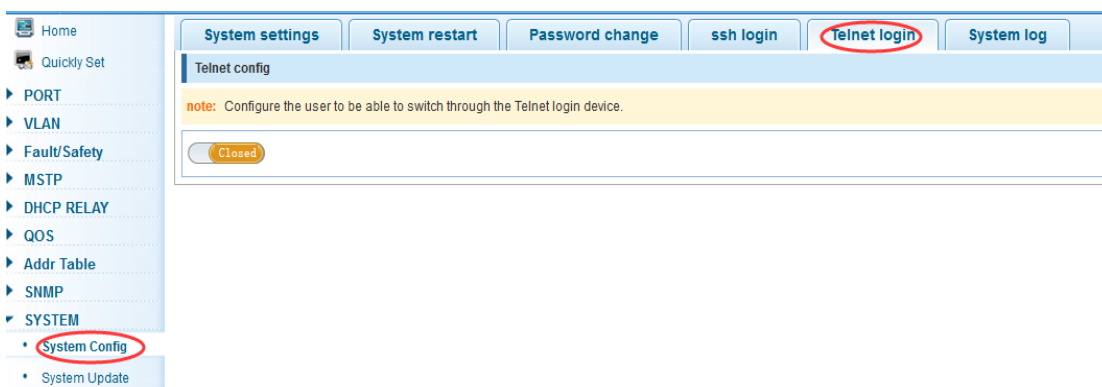 Home
Quickly Set
PORT
VLAN
Fault/Safety
MSTP
DHCP RELAY
QOS
Addr Table
SNMP
SYSTEM
System Config
System Update
System settings
System restart
Password change
ssh login
Telnet login
System log
Telnet config
note: Configure the user to be able to switch through the Telnet login device.
Closed